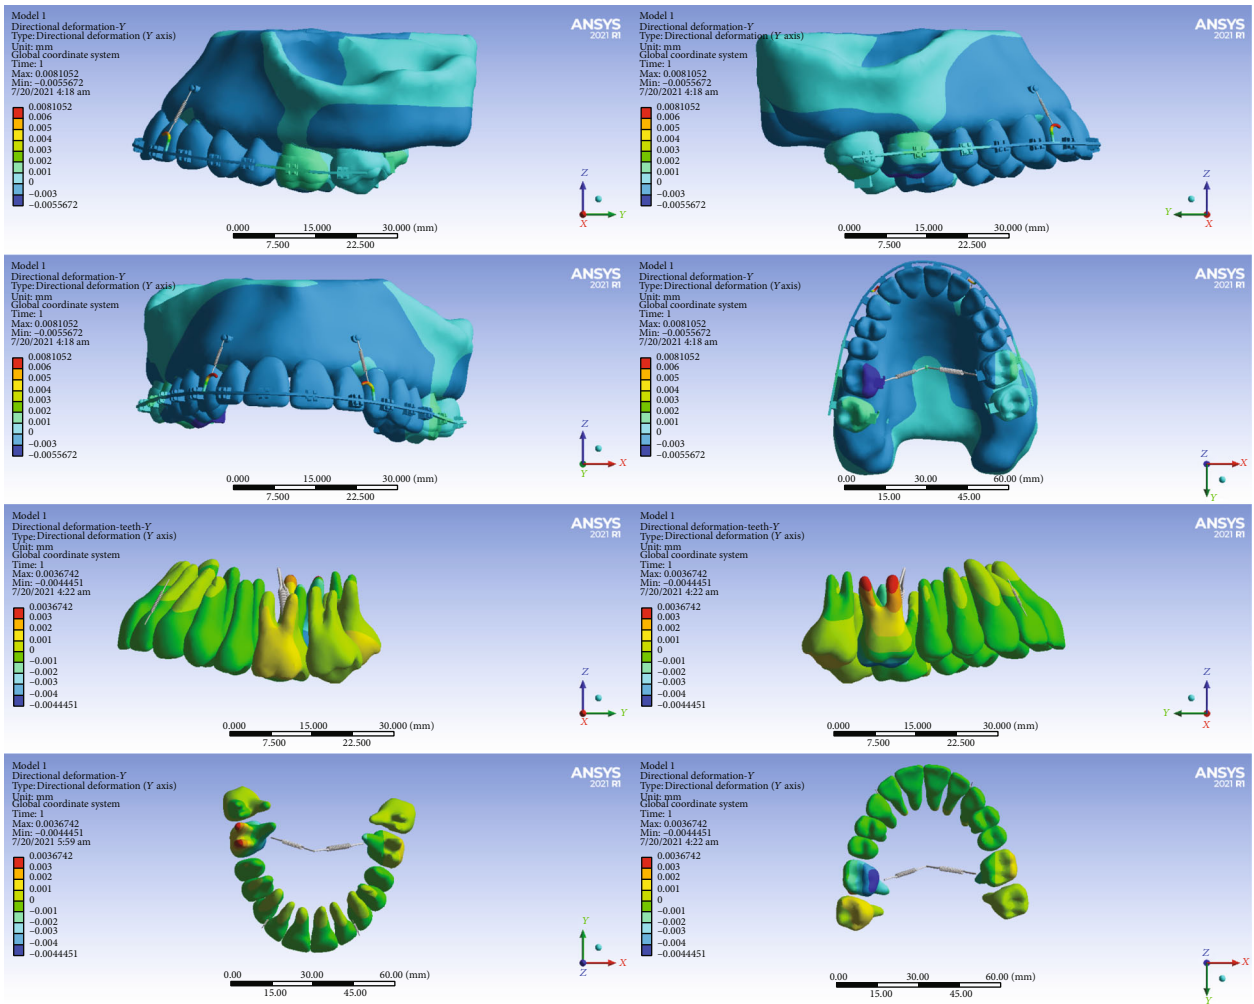 Model 1
Directional deformation-Y
Type: Directional deformation (Y axis)
Unit: mm
Global coordinate system
Time: 1
Max: 0.0081052
Min: –0.0055672
7/20/2021 4:18 am
0.0081052
0.006
0.005
0.004
0.003
0.002
0.001
0
–0.003
–0.0055672
ANSYS
2021 R1
Z
Y
X
0.000 15.000 30.000 (mm)
7.500 22.500
Model 1
Directional deformation-Y
Type: Directional deformation (Y axis)
Unit: mm
Global coordinate system
Time: 1
Max: 0.0081052
Min: –0.0055672
7/20/2021 4:18 am
0.0081052
0.006
0.005
0.004
0.003
0.002
0.001
0
–0.003
–0.0055672
ANSYS
2021 R1
Z
Y
X
0.000 15.000 30.000 (mm)
7.500 22.500
Model 1
Directional deformation-Y
Type: Directional deformation (Y axis)
Unit: mm
Global coordinate system
Time: 1
Max: 0.0081052
Min: –0.0055672
7/20/2021 4:18 am
0.0081052
0.006
0.005
0.004
0.003
0.002
0.001
0
–0.003
–0.0055672
ANSYS
2021 R1
Z
X
Y
0.000 15.000 30.000 (mm)
7.500 22.500
Model 1
Directional deformation-Y
Type: Directional deformation (Y axis)
Unit: mm
Global coordinate system
Time: 1
Max: 0.0081052
Min: –0.0055672
7/20/2021 4:18 am
0.0081052
0.006
0.005
0.004
0.003
0.002
0.001
0
–0.003
–0.0055672
ANSYS
2021 R1
Z
X
Y
0.00 30.00 60.00 (mm)
15.00 45.00
Model 1
Directional deformation-teeth-Y
Type: Directional deformation (Y axis)
Unit: mm
Global coordinate system
Time: 1
Max: 0.0036742
Min: –0.0044451
7/20/2021 4:22 am
0.0036742
0.003
0.002
0.001
0
–0.001
–0.002
–0.003
–0.004
–0.0044451
ANSYS
2021 R1
Z
Y
X
0.000 15.000 30.000 (mm)
7.500 22.500
Model 1
Directional deformation-teeth-Y
Type: Directional deformation (Y axis)
Unit: mm
Global coordinate system
Time: 1
Max: 0.0036742
Min: –0.0044451
7/20/2021 4:22 am
0.0036742
0.003
0.002
0.001
0
–0.001
–0.002
–0.003
–0.004
–0.0044451
ANSYS
2021 R1
Z
Y
X
0.000 15.000 30.000 (mm)
7.500 22.500
Model 1
Directional deformation-Y
Type: Directional deformation (Y axis)
Unit: mm
Global coordinate system
Time: 1
Max: 0.0036742
Min: –0.0044451
7/20/2021 5:59 am
0.0036742
0.003
0.002
0.001
0
–0.001
–0.002
–0.003
–0.004
–0.0044451
ANSYS
2021 R1
Y
X
Z
0.00 30.00 60.00 (mm)
15.00 45.00
Model 1
Directional deformation-Y
Type: Directional deformation (Y axis)
Unit: mm
Global coordinate system
Time: 1
Max: 0.0036742
Min: –0.0044451
7/20/2021 4:22 am
0.0036742
0.003
0.002
0.001
0
–0.001
–0.002
–0.003
–0.004
–0.0044451
ANSYS
2021 R1
Z
X
Y
0.00 30.00 60.00 (mm)
15.00 45.00